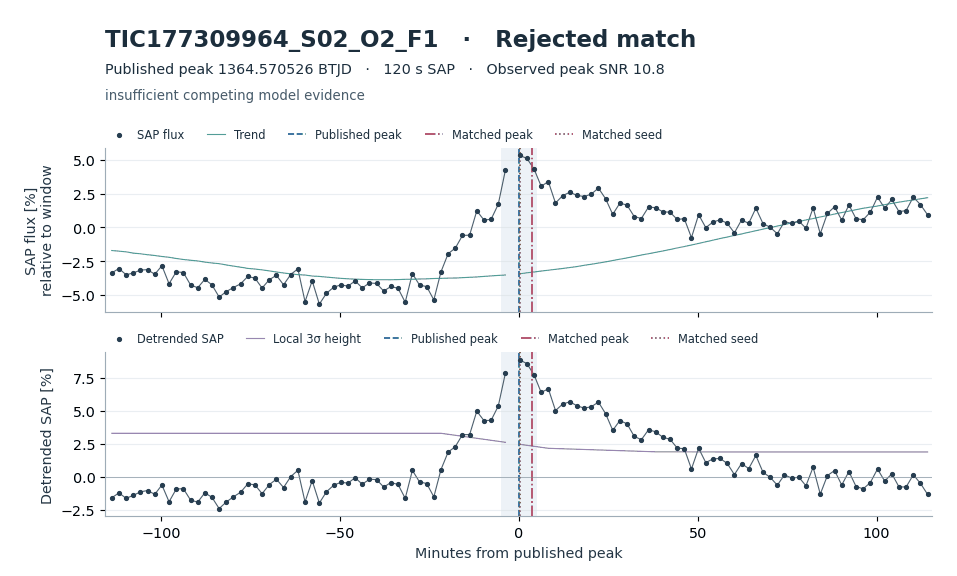 TIC177309964_S02_O2_F1 · Rejected match
Published peak 1364.570526 BTJD · 120 s SAP · Observed peak SNR 10.8
insufficient competing model evidence
SAP flux Trend Published peak Matched peak Matched seed
SAP flux [%]
relative to window
5.0
2.5
0.0
−2.5
−5.0
Detrended SAP Local 3σ height Published peak Matched peak Matched seed
Detrended SAP [%]
7.5
5.0
2.5
0.0
−2.5
−100 −50 0 50 100
Minutes from published peak